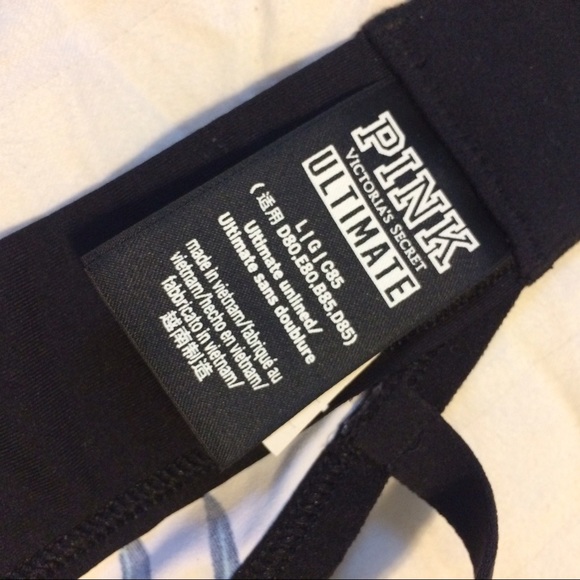 PINK
VICTORIA'S SECRET
ULTIMATE
L | G | C85
(适用 D80,E80,B85,D85)
Ultimate unlined/
Ultimate sans doublure
made in vietnam/fabriqué au
vietnam/hecho en vietnam/
fabbricato in vietnam/
越南制造